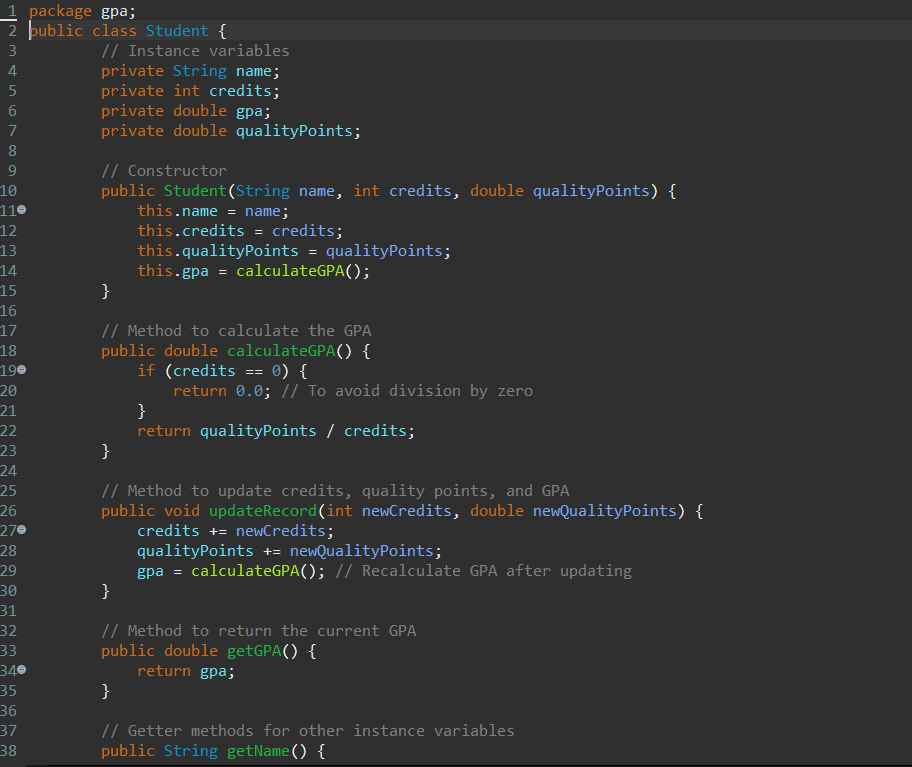 1 package gpa;
2 public class Student {
3 // Instance variables
4 private String name;
5 private int credits;
6 private double gpa;
7 private double qualityPoints;
8
9 // Constructor
10 public Student(String name, int credits, double qualityPoints) {
11 this.name = name;
12 this.credits = credits;
13 this.qualityPoints = qualityPoints;
14 this.gpa = calculateGPA();
15 }
16
17 // Method to calculate the GPA
18 public double calculateGPA() {
19 if (credits == 0) {
20 return 0.0; // To avoid division by zero
21 }
22 return qualityPoints / credits;
23 }
24
25 // Method to update credits, quality points, and GPA
26 public void updateRecord(int newCredits, double newQualityPoints) {
27 credits += newCredits;
28 qualityPoints += newQualityPoints;
29 gpa = calculateGPA(); // Recalculate GPA after updating
30 }
31
32 // Method to return the current GPA
33 public double getGPA() {
34 return gpa;
35 }
36
37 // Getter methods for other instance variables
38 public String getName() {